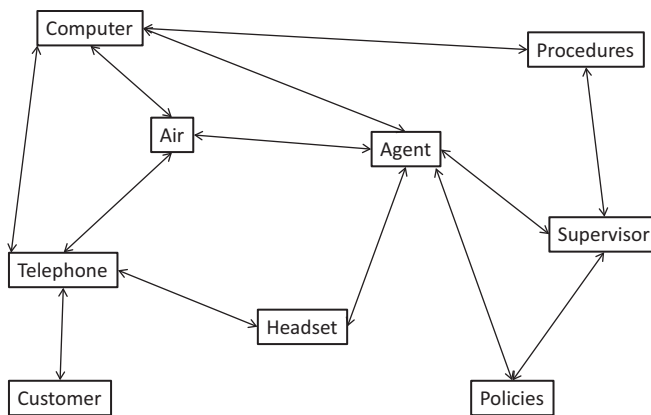 Computer
Procedures
Air
Agent
Supervisor
Telephone
Headset
Customer
Policies